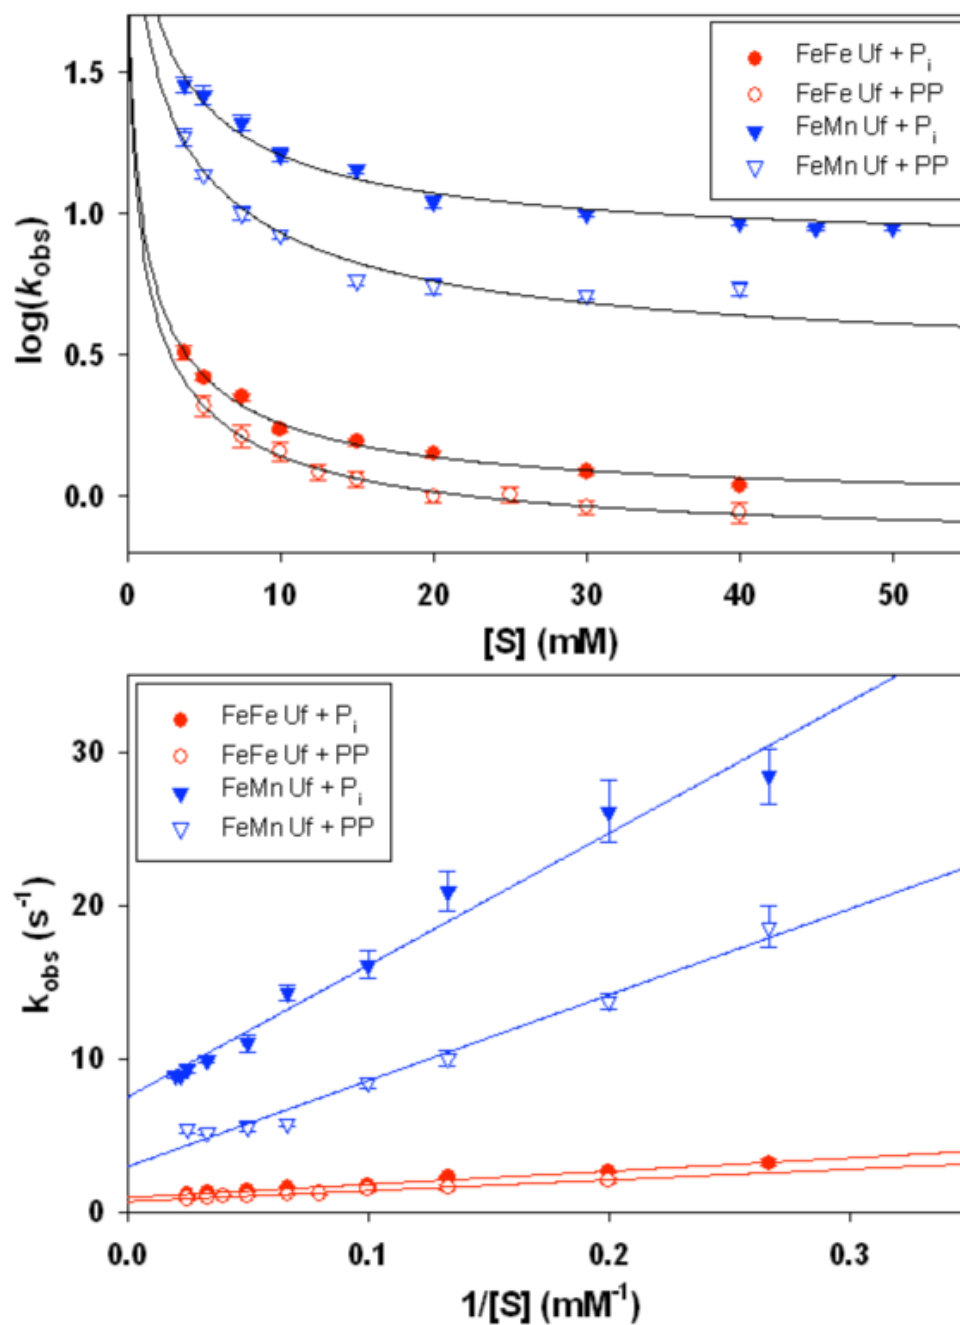 FeFe Uf + Pi
FeFe Uf + PP
FeMn Uf + Pi
FeMn Uf + PP
1.5
1.0
0.5
0.0
log(kobs)
0 10 20 30 40 50
[S] (mM)
FeFe Uf + Pi
FeFe Uf + PP
FeMn Uf + Pi
FeMn Uf + PP
30
20
10
0
kobs (s-1)
0.0 0.1 0.2 0.3
1/[S] (mM-1)